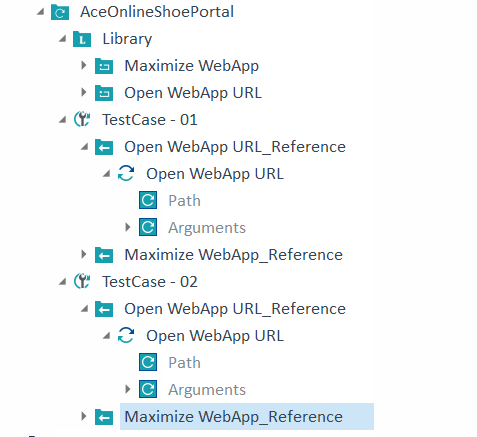 AceOnlineShoePortal
Library
Maximize WebApp
Open WebApp URL
TestCase - 01
Open WebApp URL_Reference
Open WebApp URL
Path
Arguments
Maximize WebApp_Reference
TestCase - 02
Open WebApp URL_Reference
Open WebApp URL
Path
Arguments
Maximize WebApp_Reference